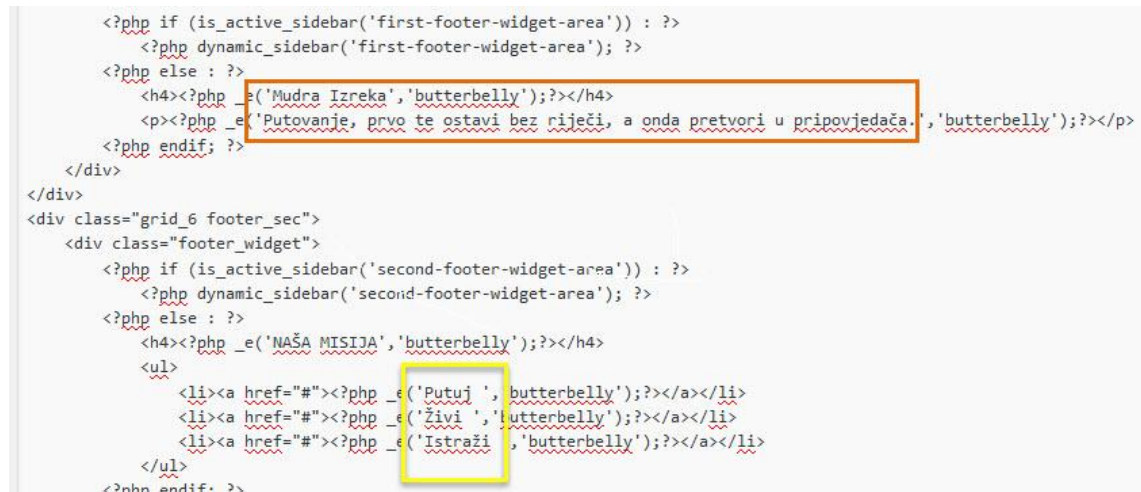 <?php if (is_active_sidebar('first-footer-widget-area')) : ?>
<?php dynamic_sidebar('first-footer-widget-area'); ?>
<?php else : ?>
<h4><?php _e('Mudra Izreka','butterbelly');?></h4>
<p><?php _e('Putovanje, prvo te ostavi bez riječi, a onda pretvori u pripovjedača.','butterbelly');?></p>
<?php endif; ?>
</div>
</div>
<div class="grid_6 footer_sec">
<div class="footer_widget">
<?php if (is_active_sidebar('second-footer-widget-area')) : ?>
<?php dynamic_sidebar('second-footer-widget-area'); ?>
<?php else : ?>
<h4><?php _e('NAŠA MISIJA','butterbelly');?></h4>
<ul>
<li><a href="#"><?php _e('Putuj ','butterbelly');?></a></li>
<li><a href="#"><?php _e('Živi ','butterbelly');?></a></li>
<li><a href="#"><?php _e('Istraži ','butterbelly');?></a></li>
</ul>
<?php endif; ?>